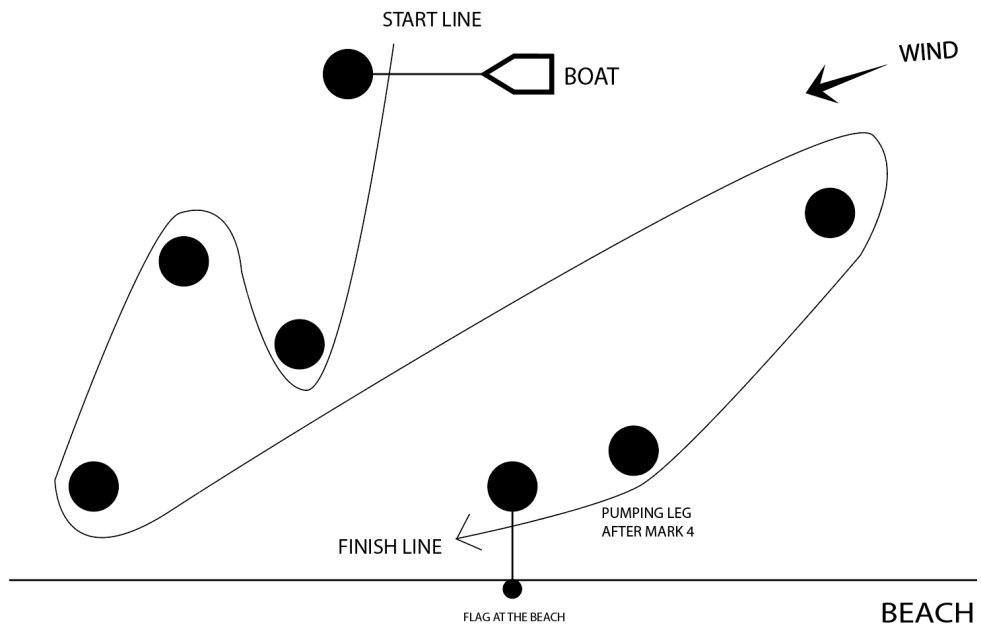 START LINE
WIND
BOAT
PUMPING LEG
AFTER MARK 4
FINISH LINE
FLAG AT THE BEACH
BEACH